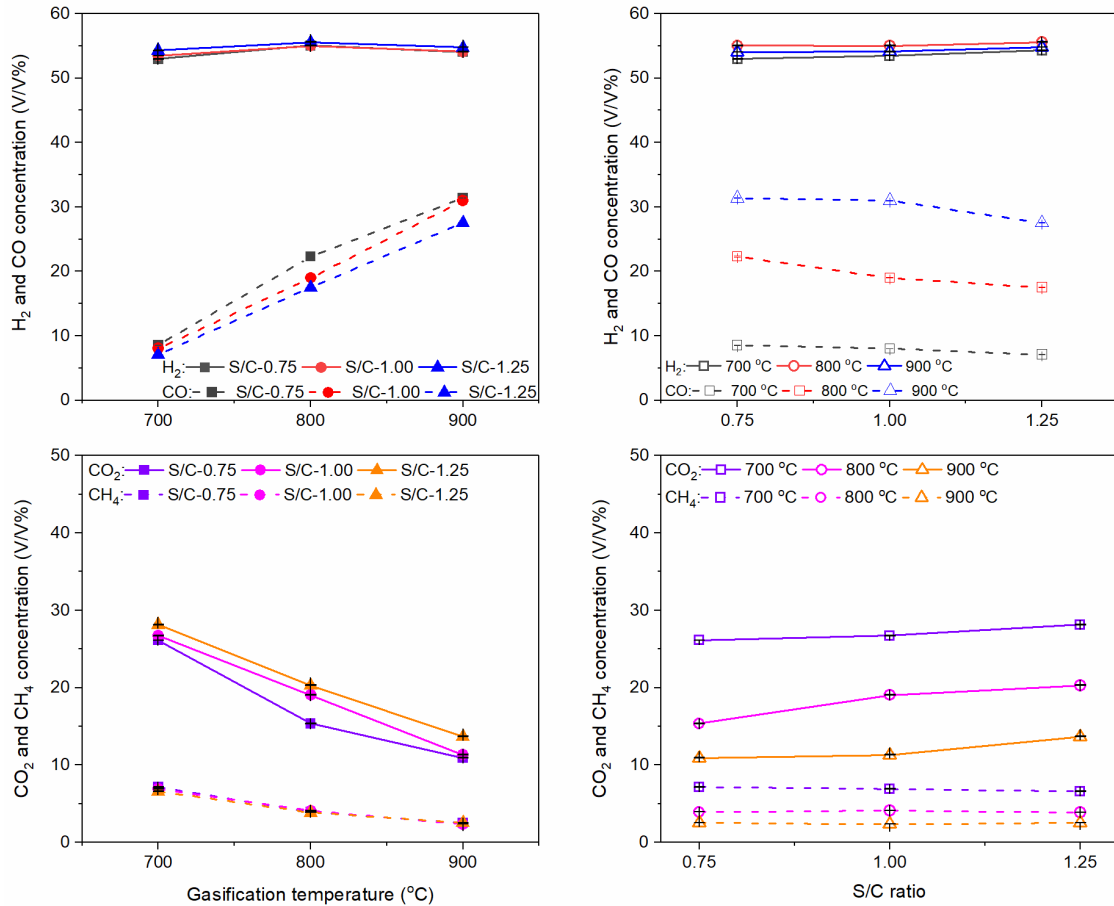 60
50
40
30
20
10
0
H2 and CO concentration (V/V%)
H2: S/C-0.75 S/C-1.00 S/C-1.25
CO: S/C-0.75 S/C-1.00 S/C-1.25
700 800 900
60
50
40
30
20
10
0
H2 and CO concentration (V/V%)
H2: 700 °C 800 °C 900 °C
CO: 700 °C 800 °C 900 °C
0.75 1.00 1.25
50
40
30
20
10
0
CO2 and CH4 concentration (V/V%)
CO2: S/C-0.75 S/C-1.00 S/C-1.25
CH4: S/C-0.75 S/C-1.00 S/C-1.25
700 800 900
Gasification temperature (°C)
50
40
30
20
10
0
CO2 and CH4 concentration (V/V%)
CO2: 700 °C 800 °C 900 °C
CH4: 700 °C 800 °C 900 °C
0.75 1.00 1.25
S/C ratio